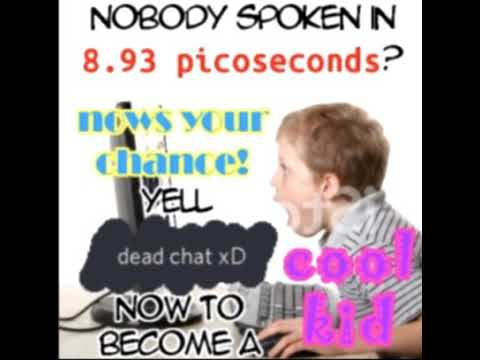 NOBODY SPOKEN IN
8.93 picoseconds?
nows your
chance!
YELL
dead chat xD
NOW TO
BECOME A
cool
kid